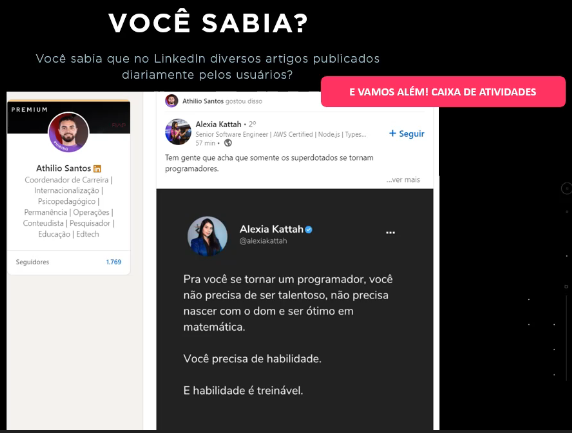 VOCÊ SABIA?
Você sabia que no LinkedIn diversos artigos publicados
diariamente pelos usuários?
E VAMOS ALÉM! CAIXA DE ATIVIDADES
PREMIUM
Athilio Santos
Coordenador de Carreira |
Internacionalização |
Psicopedagógico |
Permanência | Operações |
Conteudista | Pesquisador |
Educação | Edtech
Seguidores 1.769
Athilio Santos gostou disso
Alexia Kattah • 2º
Senior Software Engineer | AWS Certified | Node.js | Types...
57 min •
+ Seguir
Tem gente que acha que somente os superdotados se tornam
programadores.
...ver mais
Alexia Kattah
@alexiakattah
...
Pra você se tornar um programador, você
não precisa de ser talentoso, não precisa
nascer com o dom e ser ótimo em
matemática.
Você precisa de habilidade.
E habilidade é treinável.